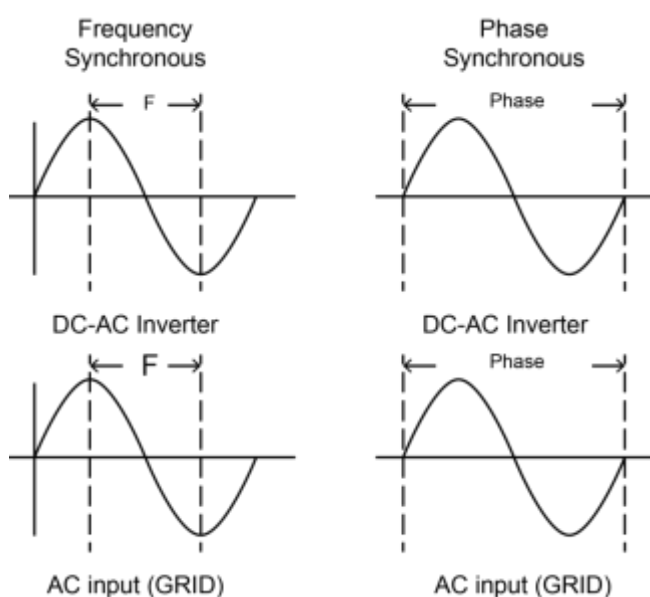 Frequency
Synchronous
F
DC-AC Inverter
F
AC input (GRID)
Phase
Synchronous
Phase
DC-AC Inverter
Phase
AC input (GRID)